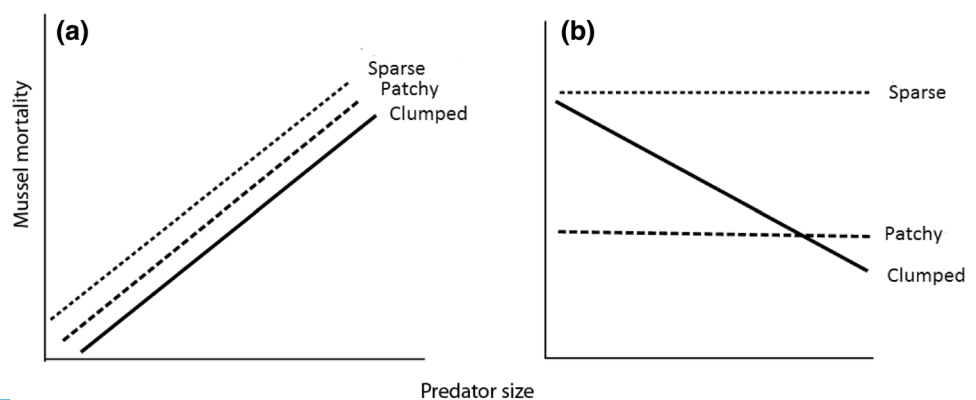 (a)
(b)
Sparse
Patchy
Clumped
Sparse
Patchy
Clumped
Mussel mortality
Predator size